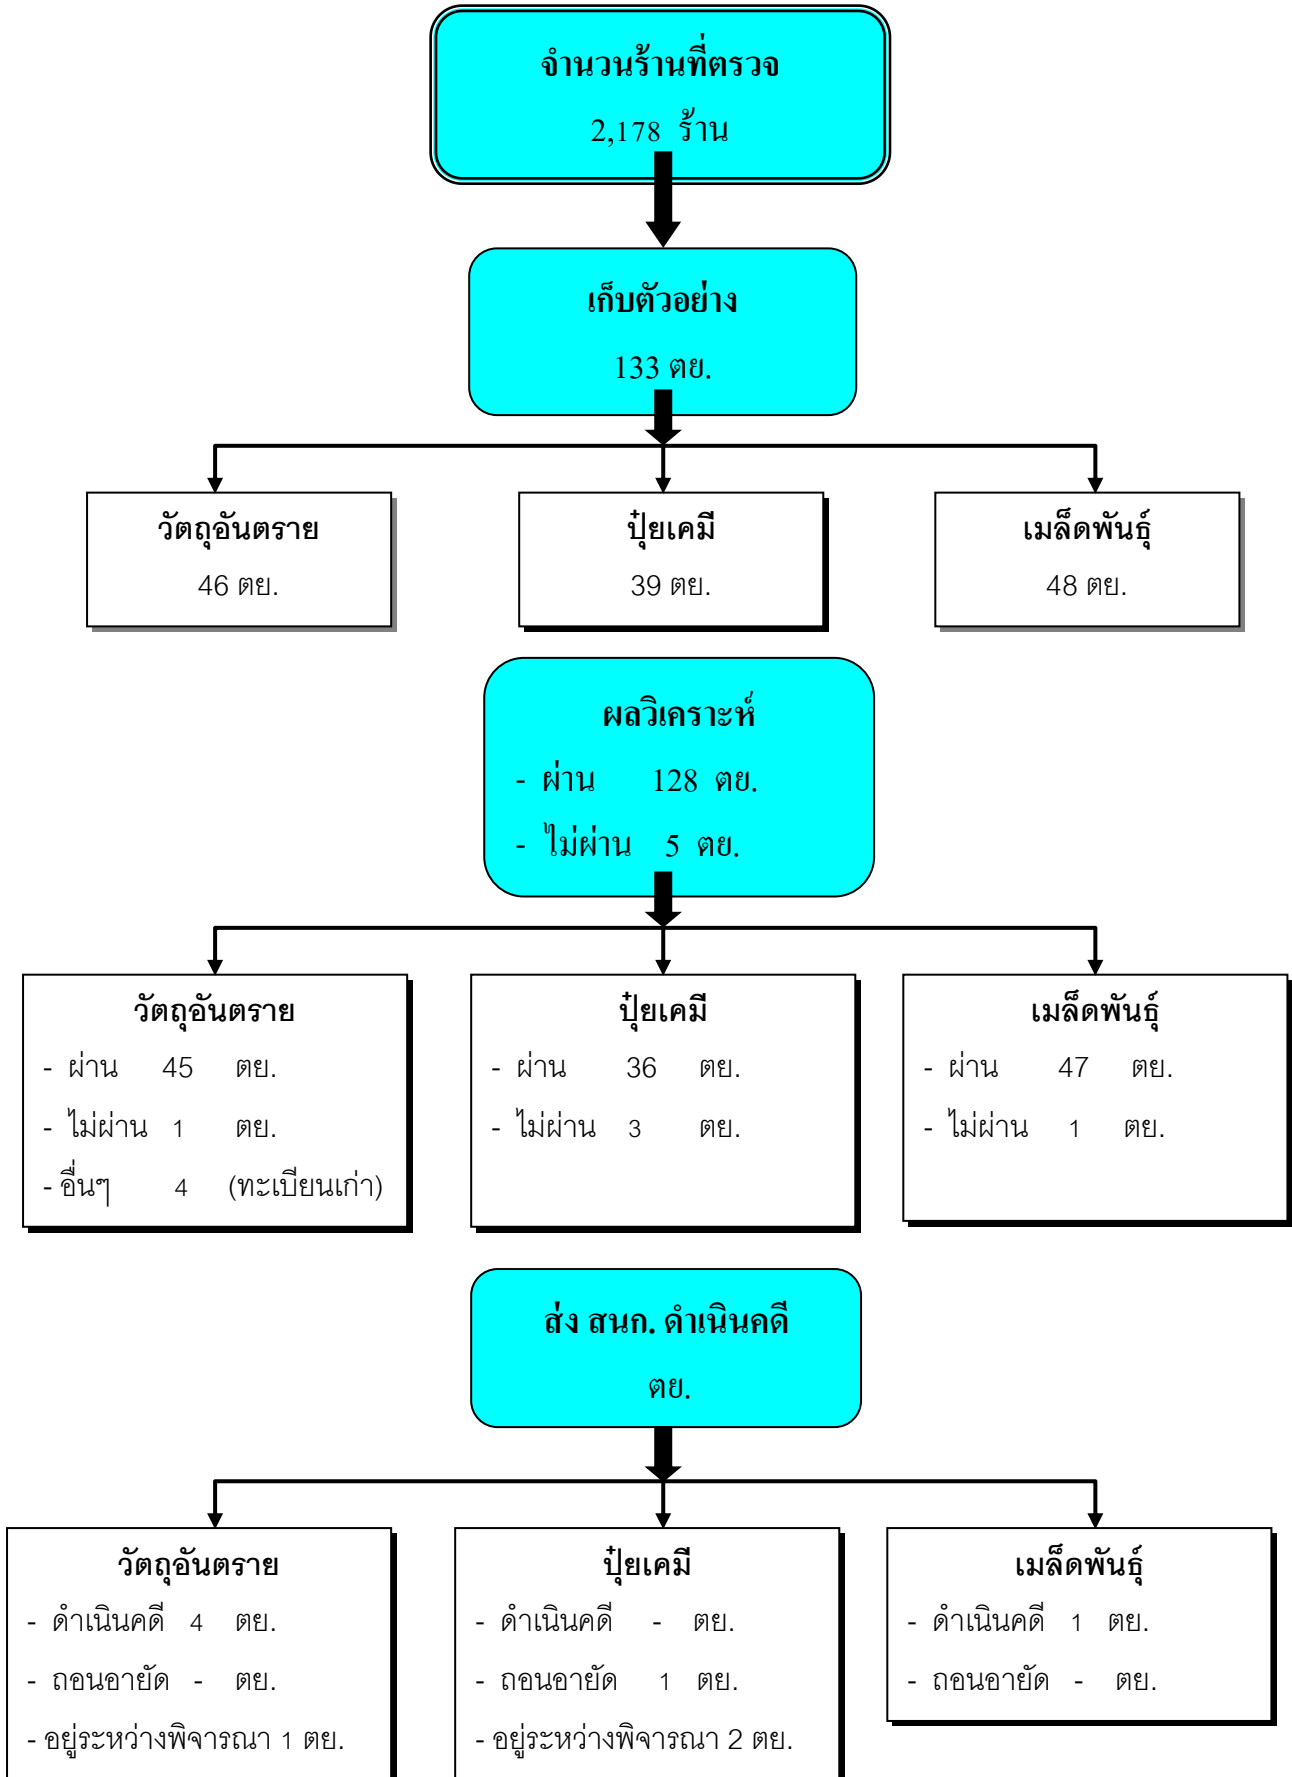 จำนวนร้านที่ตรวจ
2,178 ร้าน
เก็บตัวอย่าง
133 ตย.
วัตถุอันตราย
46 ตย.
ปุ๋ยเคมี
39 ตย.
เมล็ดพันธุ์
48 ตย.
ผลวิเคราะห์
- ผ่าน 128 ตย.
- ไม่ผ่าน 5 ตย.
วัตถุอันตราย
- ผ่าน 45 ตย.
- ไม่ผ่าน 1 ตย.
- อื่นๆ 4 (ทะเบียนเก่า)
ปุ๋ยเคมี
- ผ่าน 36 ตย.
- ไม่ผ่าน 3 ตย.
เมล็ดพันธุ์
- ผ่าน 47 ตย.
- ไม่ผ่าน 1 ตย.
ส่ง สนก. ดำเนินคดี
ตย.
วัตถุอันตราย
- ดำเนินคดี 4 ตย.
- ถอนอายัด - ตย.
- อยู่ระหว่างพิจารณา 1 ตย.
ปุ๋ยเคมี
- ดำเนินคดี - ตย.
- ถอนอายัด 1 ตย.
- อยู่ระหว่างพิจารณา 2 ตย.
เมล็ดพันธุ์
- ดำเนินคดี 1 ตย.
- ถอนอายัด - ตย.